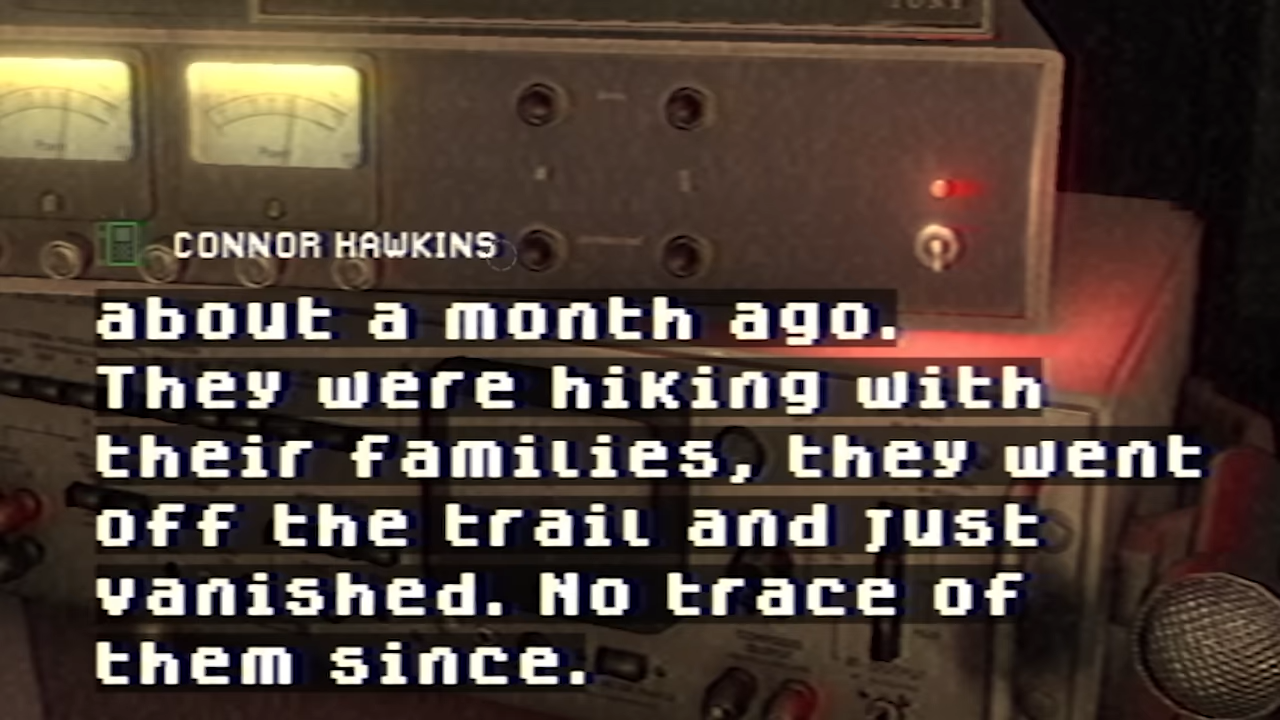 CONNOR HAWKINS
about a month ago.
They were hiking with
their families, they went
off the trail and just
vanished. No trace of
them since.